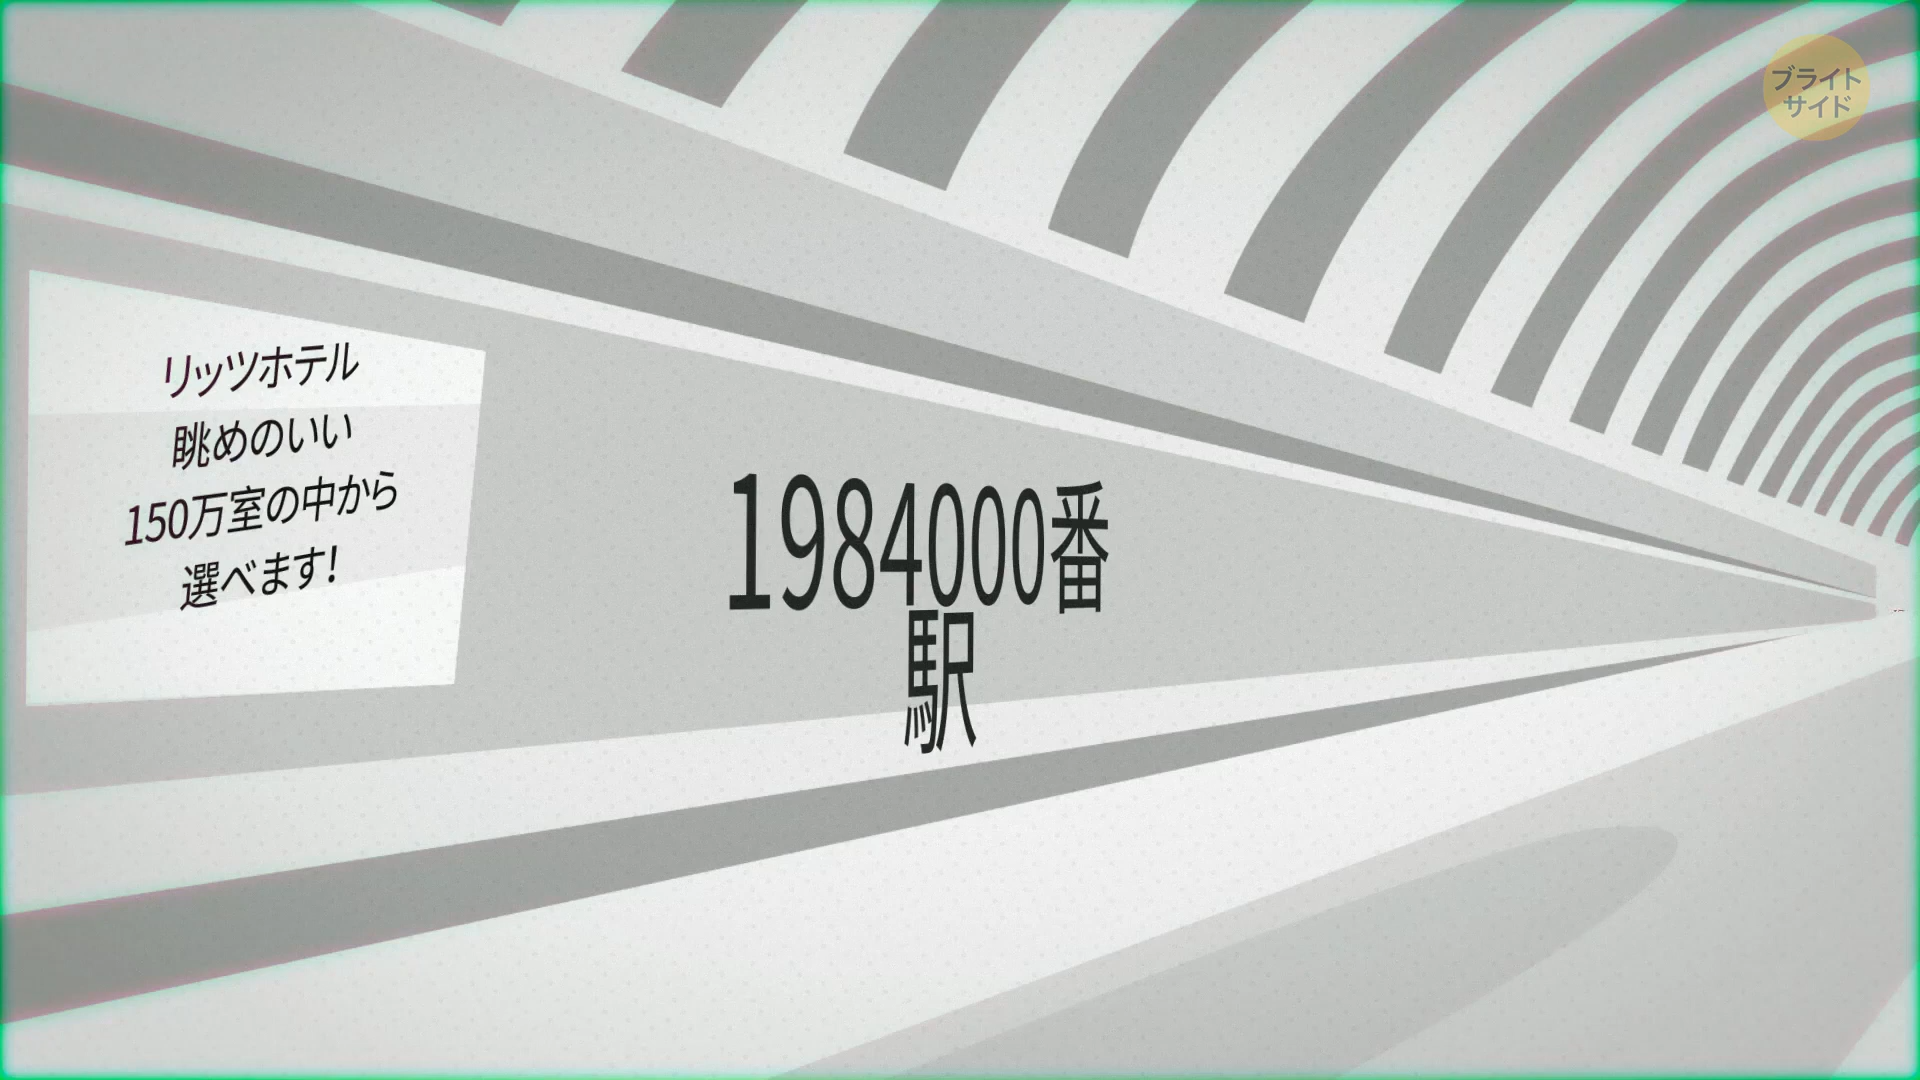 ブライト
サイド
リッツホテル
眺めのいい
150万室の中から
選べます!
1984000番
駅